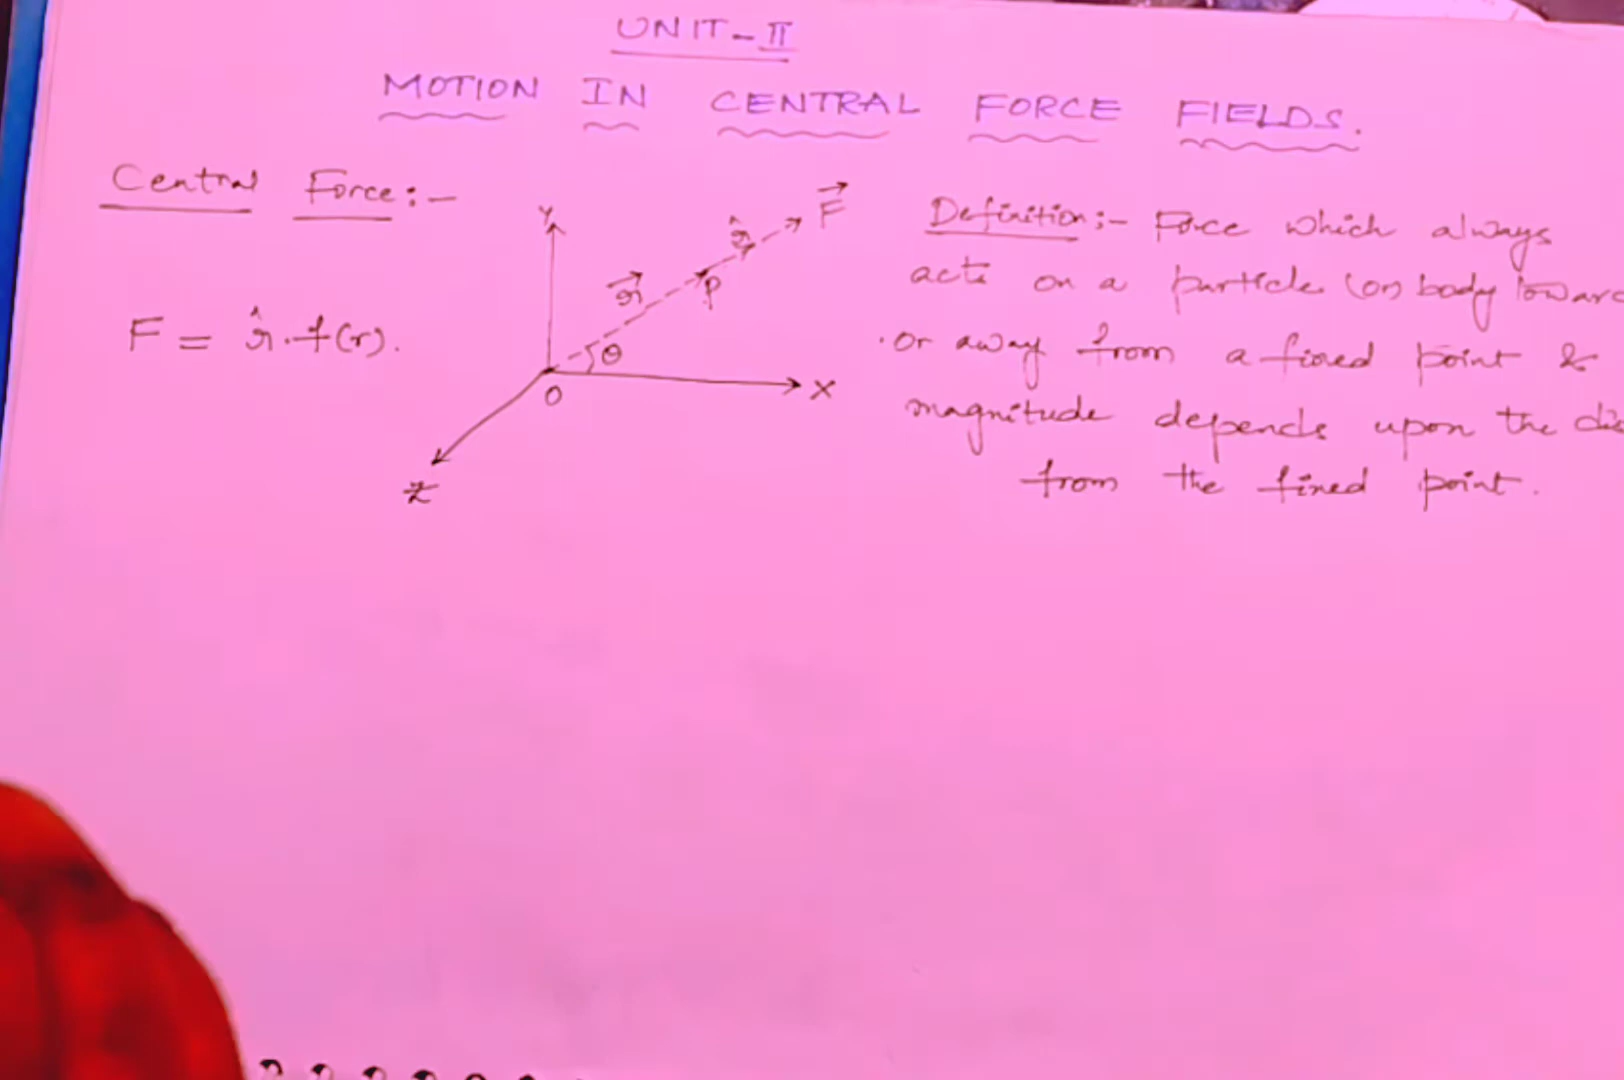 UNIT-II
MOTION IN CENTRAL FORCE FIELDS.
Central Force:-
F = r̂.f(r).
Y
r⃗
P
r̂
F⃗
θ
O
X
Z
Definition:- Force which always
acts on a particle (or) body toward
or away from a fixed point &
magnitude depends upon the dis
from the fixed point.